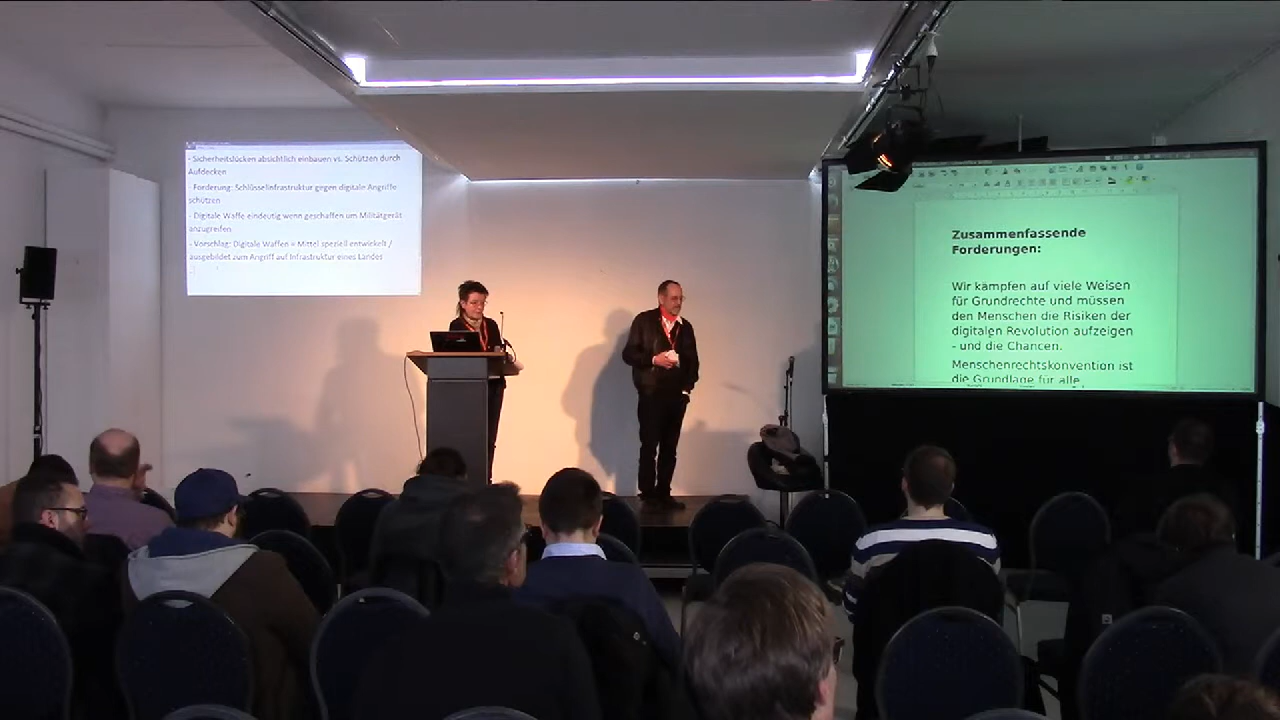 - Sicherheitslücken absichtlich einbauen vs. Schützen durch
Aufdecken
- Forderung: Schlüsselinfrastruktur gegen digitale Angriffe
schützen
- Digitale Waffe eindeutig wenn geschaffen um Militärgerät
anzugreifen
- Vorschlag: Digitale Waffen = Mittel speziell entwickelt /
ausgebildet zum Angriff auf Infrastruktur eines Landes
Zusammenfassende
Forderungen:
Wir kämpfen auf viele Weisen
für Grundrechte und müssen
den Menschen die Risiken der
digitalen Revolution aufzeigen
- und die Chancen.
Menschenrechtskonvention ist
die Grundlage für alle